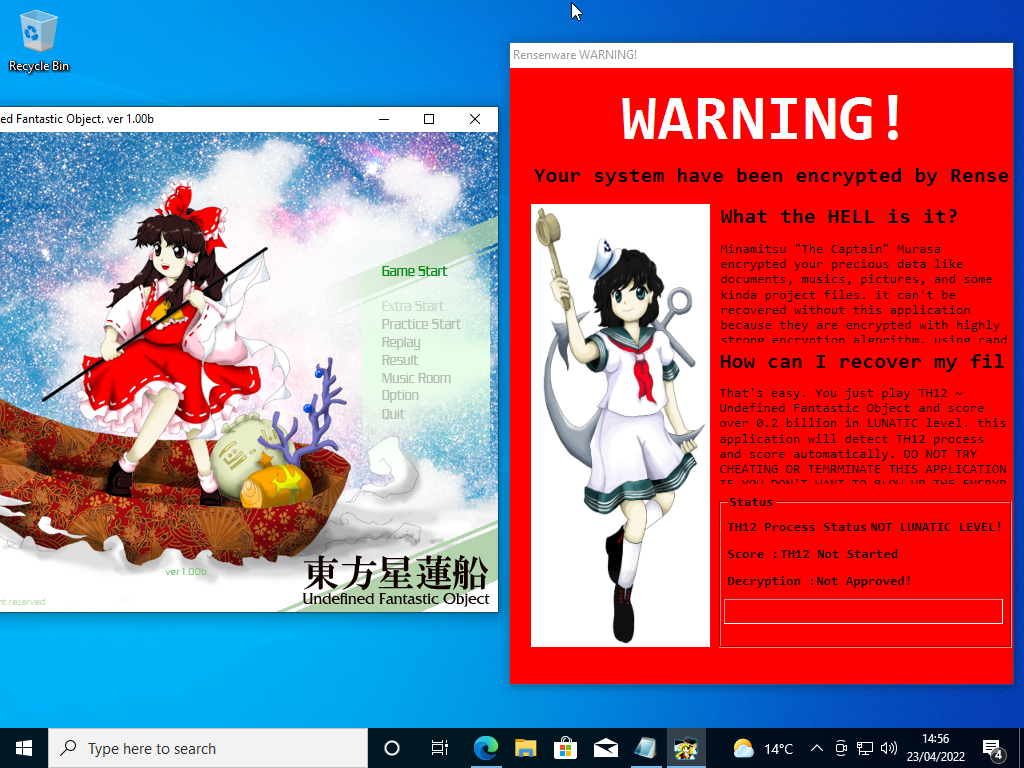 Recycle Bin
ed Fantastic Object. ver 1.00b
Game Start
Extra Start
Practice Start
Replay
Result
Music Room
Option
Quit
ver 1.00b
東方星蓮船
Undefined Fantastic Object
nt reserved
Rensenware WARNING!
WARNING!
Your system have been encrypted by Rense
What the HELL is it?
Minamitsu "The Captain" Murasa
encrypted your precious data like
documents, musics, pictures, and some
kinda project files. it can't be
recovered without this application
because they are encrypted with highly
strong encryption algorithm, using rand
How can I recover my fil
That's easy. You just play TH12 ~
Undefined Fantastic Object and score
over 0.2 billion in LUNATIC level. this
application will detect TH12 process
and score automatically. DO NOT TRY
CHEATING OR TEMRMINATE THIS APPLICATION
IF YOU DON'T WANT TO BLOW UP THE ENCRYP
Status
TH12 Process Status NOT LUNATIC LEVEL!
Score : TH12 Not Started
Decryption : Not Approved!
Type here to search
14°C
14:56
23/04/2022
4